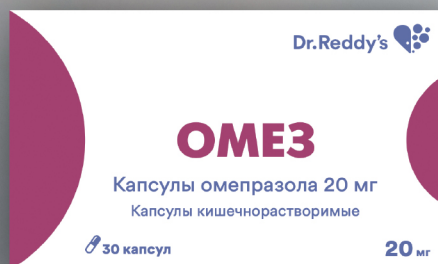 Dr.Reddy's
ОМЕЗ
Капсулы омепразола 20 мг
Капсулы кишечнорастворимые
30 капсул
20 мг